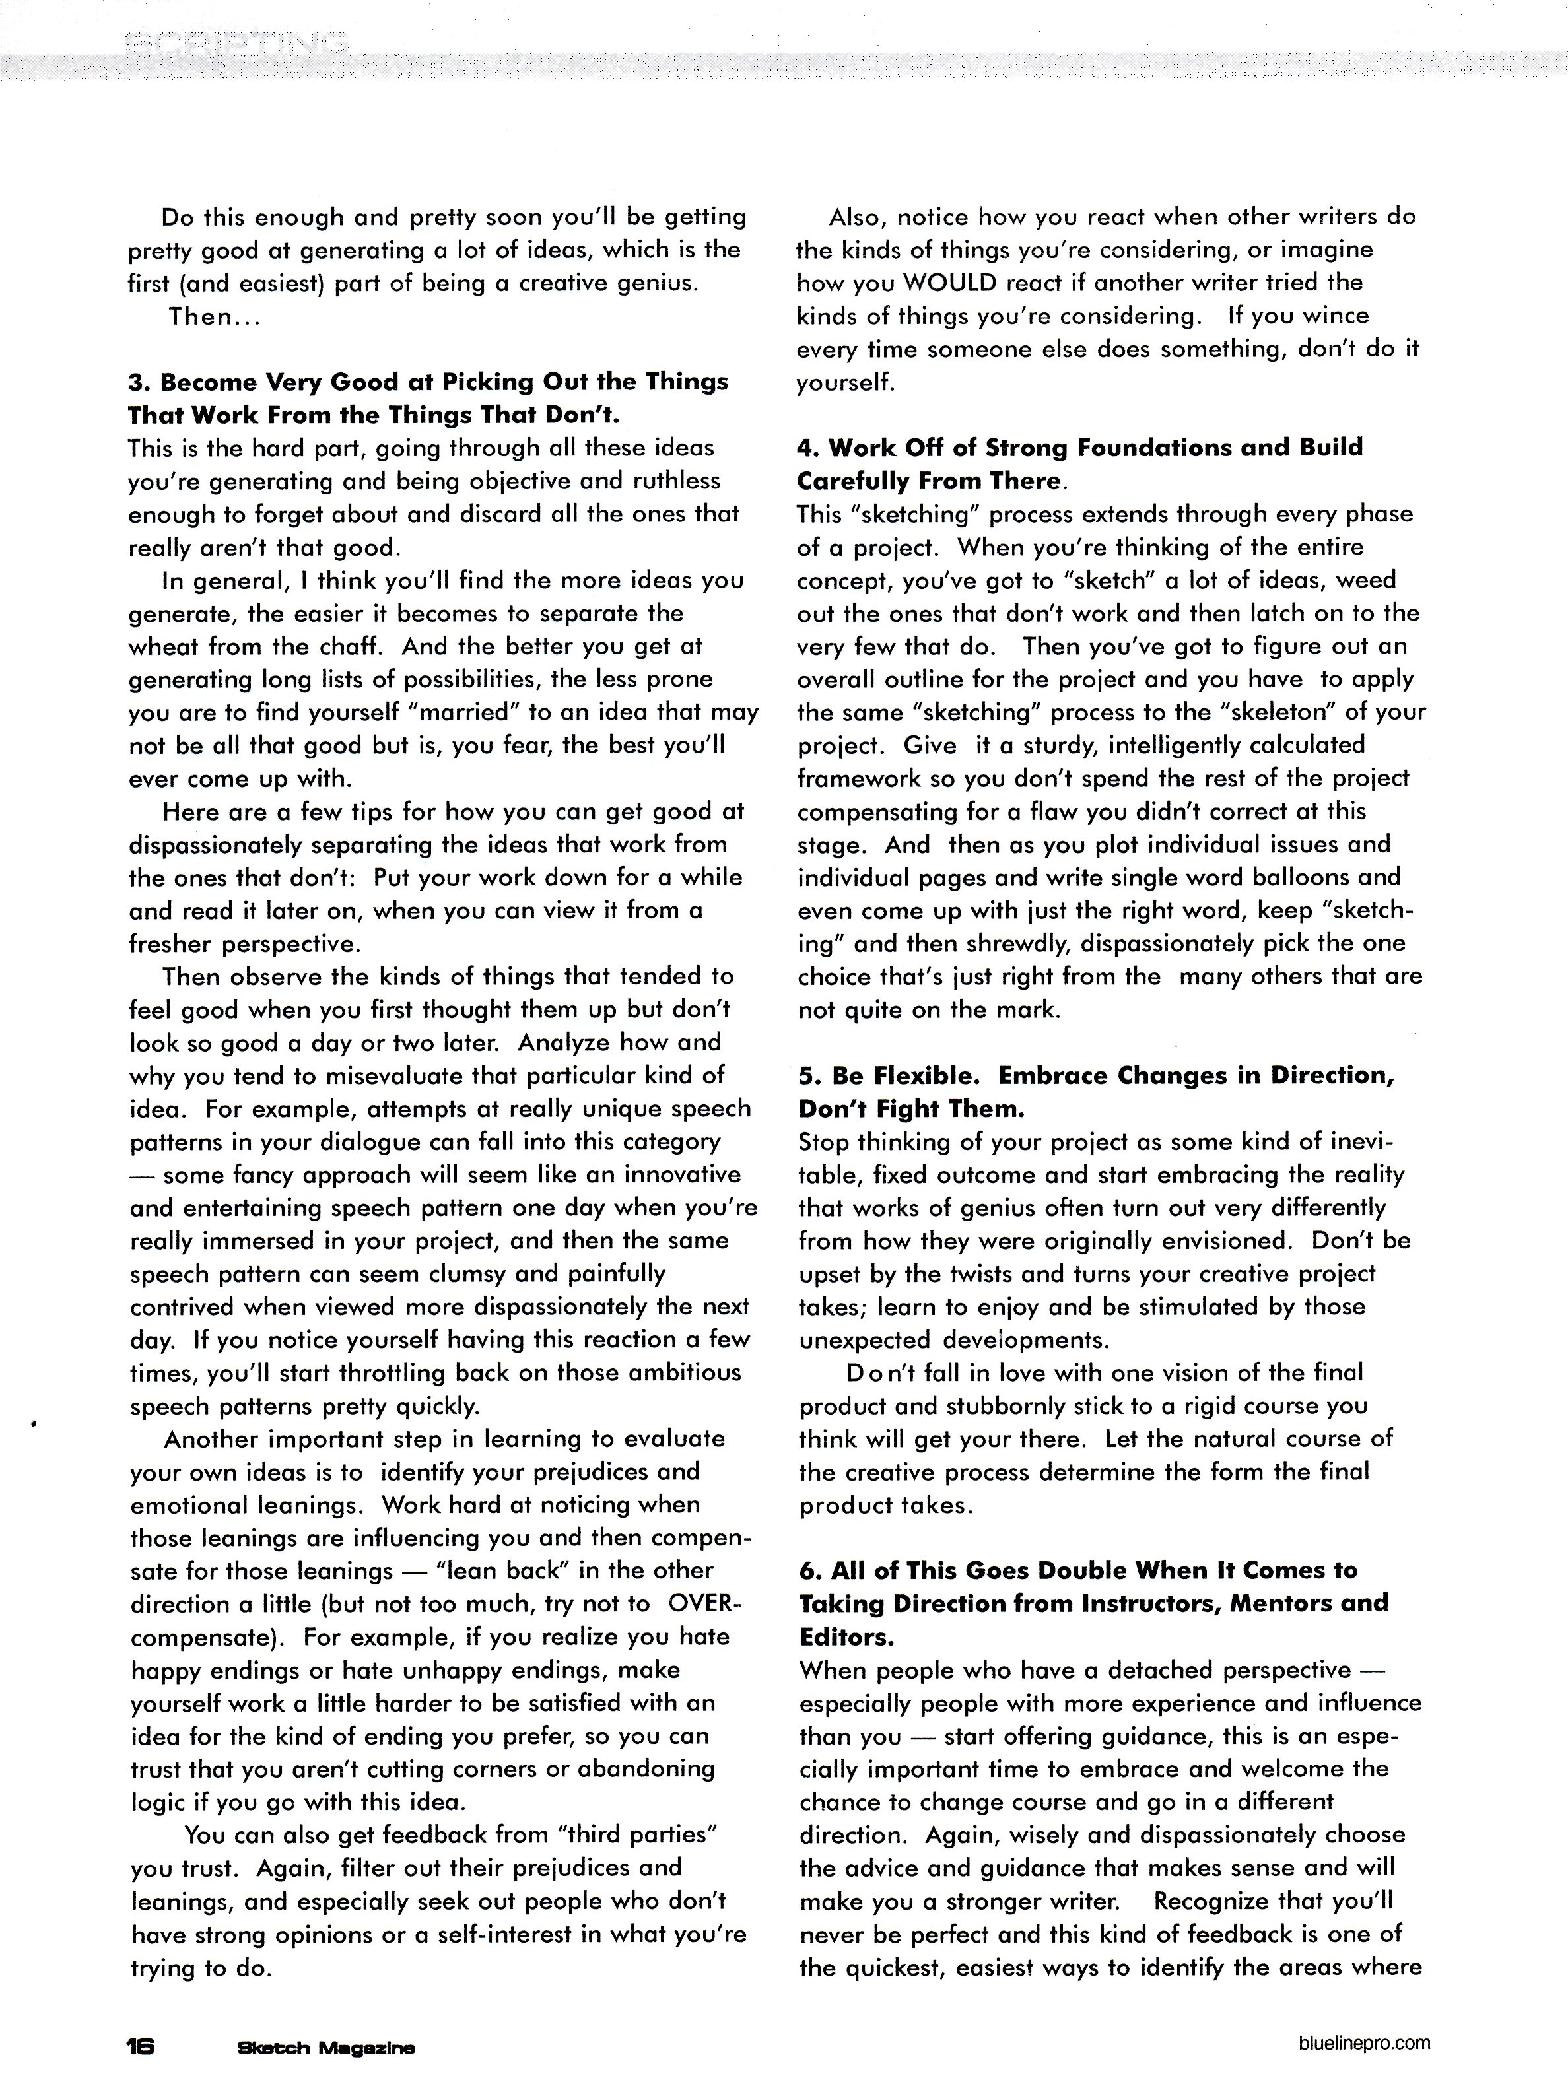 SCRIPTING
Do this enough and pretty soon you'll be getting
pretty good at generating a lot of ideas, which is the
first (and easiest) part of being a creative genius.
Then...
3. Become Very Good at Picking Out the Things
That Work From the Things That Don't.
This is the hard part, going through all these ideas
you're generating and being objective and ruthless
enough to forget about and discard all the ones that
really aren't that good.
In general, I think you'll find the more ideas you
generate, the easier it becomes to separate the
wheat from the chaff. And the better you get at
generating long lists of possibilities, the less prone
you are to find yourself "married" to an idea that may
not be all that good but is, you fear, the best you'll
ever come up with.
Here are a few tips for how you can get good at
dispassionately separating the ideas that work from
the ones that don't: Put your work down for a while
and read it later on, when you can view it from a
fresher perspective.
Then observe the kinds of things that tended to
feel good when you first thought them up but don't
look so good a day or two later. Analyze how and
why you tend to misevaluate that particular kind of
idea. For example, attempts at really unique speech
patterns in your dialogue can fall into this category
— some fancy approach will seem like an innovative
and entertaining speech pattern one day when you're
really immersed in your project, and then the same
speech pattern can seem clumsy and painfully
contrived when viewed more dispassionately the next
day. If you notice yourself having this reaction a few
times, you'll start throttling back on those ambitious
speech patterns pretty quickly.
Another important step in learning to evaluate
your own ideas is to identify your prejudices and
emotional leanings. Work hard at noticing when
those leanings are influencing you and then compen-
sate for those leanings — "lean back" in the other
direction a little (but not too much, try not to OVER-
compensate). For example, if you realize you hate
happy endings or hate unhappy endings, make
yourself work a little harder to be satisfied with an
idea for the kind of ending you prefer, so you can
trust that you aren't cutting corners or abandoning
logic if you go with this idea.
You can also get feedback from "third parties"
you trust. Again, filter out their prejudices and
leanings, and especially seek out people who don't
have strong opinions or a self-interest in what you're
trying to do.
Also, notice how you react when other writers do
the kinds of things you're considering, or imagine
how you WOULD react if another writer tried the
kinds of things you're considering. If you wince
every time someone else does something, don't do it
yourself.
4. Work Off of Strong Foundations and Build
Carefully From There.
This "sketching" process extends through every phase
of a project. When you're thinking of the entire
concept, you've got to "sketch" a lot of ideas, weed
out the ones that don't work and then latch on to the
very few that do. Then you've got to figure out an
overall outline for the project and you have to apply
the same "sketching" process to the "skeleton" of your
project. Give it a sturdy, intelligently calculated
framework so you don't spend the rest of the project
compensating for a flaw you didn't correct at this
stage. And then as you plot individual issues and
individual pages and write single word balloons and
even come up with just the right word, keep "sketch-
ing" and then shrewdly, dispassionately pick the one
choice that's just right from the many others that are
not quite on the mark.
5. Be Flexible. Embrace Changes in Direction,
Don't Fight Them.
Stop thinking of your project as some kind of inevi-
table, fixed outcome and start embracing the reality
that works of genius often turn out very differently
from how they were originally envisioned. Don't be
upset by the twists and turns your creative project
takes; learn to enjoy and be stimulated by those
unexpected developments.
Don't fall in love with one vision of the final
product and stubbornly stick to a rigid course you
think will get your there. Let the natural course of
the creative process determine the form the final
product takes.
6. All of This Goes Double When It Comes to
Taking Direction from Instructors, Mentors and
Editors.
When people who have a detached perspective —
especially people with more experience and influence
than you — start offering guidance, this is an espe-
cially important time to embrace and welcome the
chance to change course and go in a different
direction. Again, wisely and dispassionately choose
the advice and guidance that makes sense and will
make you a stronger writer. Recognize that you'll
never be perfect and this kind of feedback is one of
the quickest, easiest ways to identify the areas where
16 Sketch Magazine
bluelinepro.com